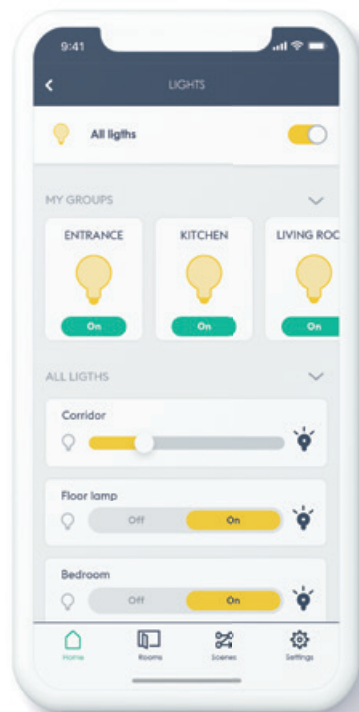 9:41
LIGHTS
All ligths
MY GROUPS
ENTRANCE KITCHEN LIVING ROO
On On On
ALL LIGTHS
Corridor
Floor lamp
Off On
Bedroom
Off On
Home Rooms Scenes Settings